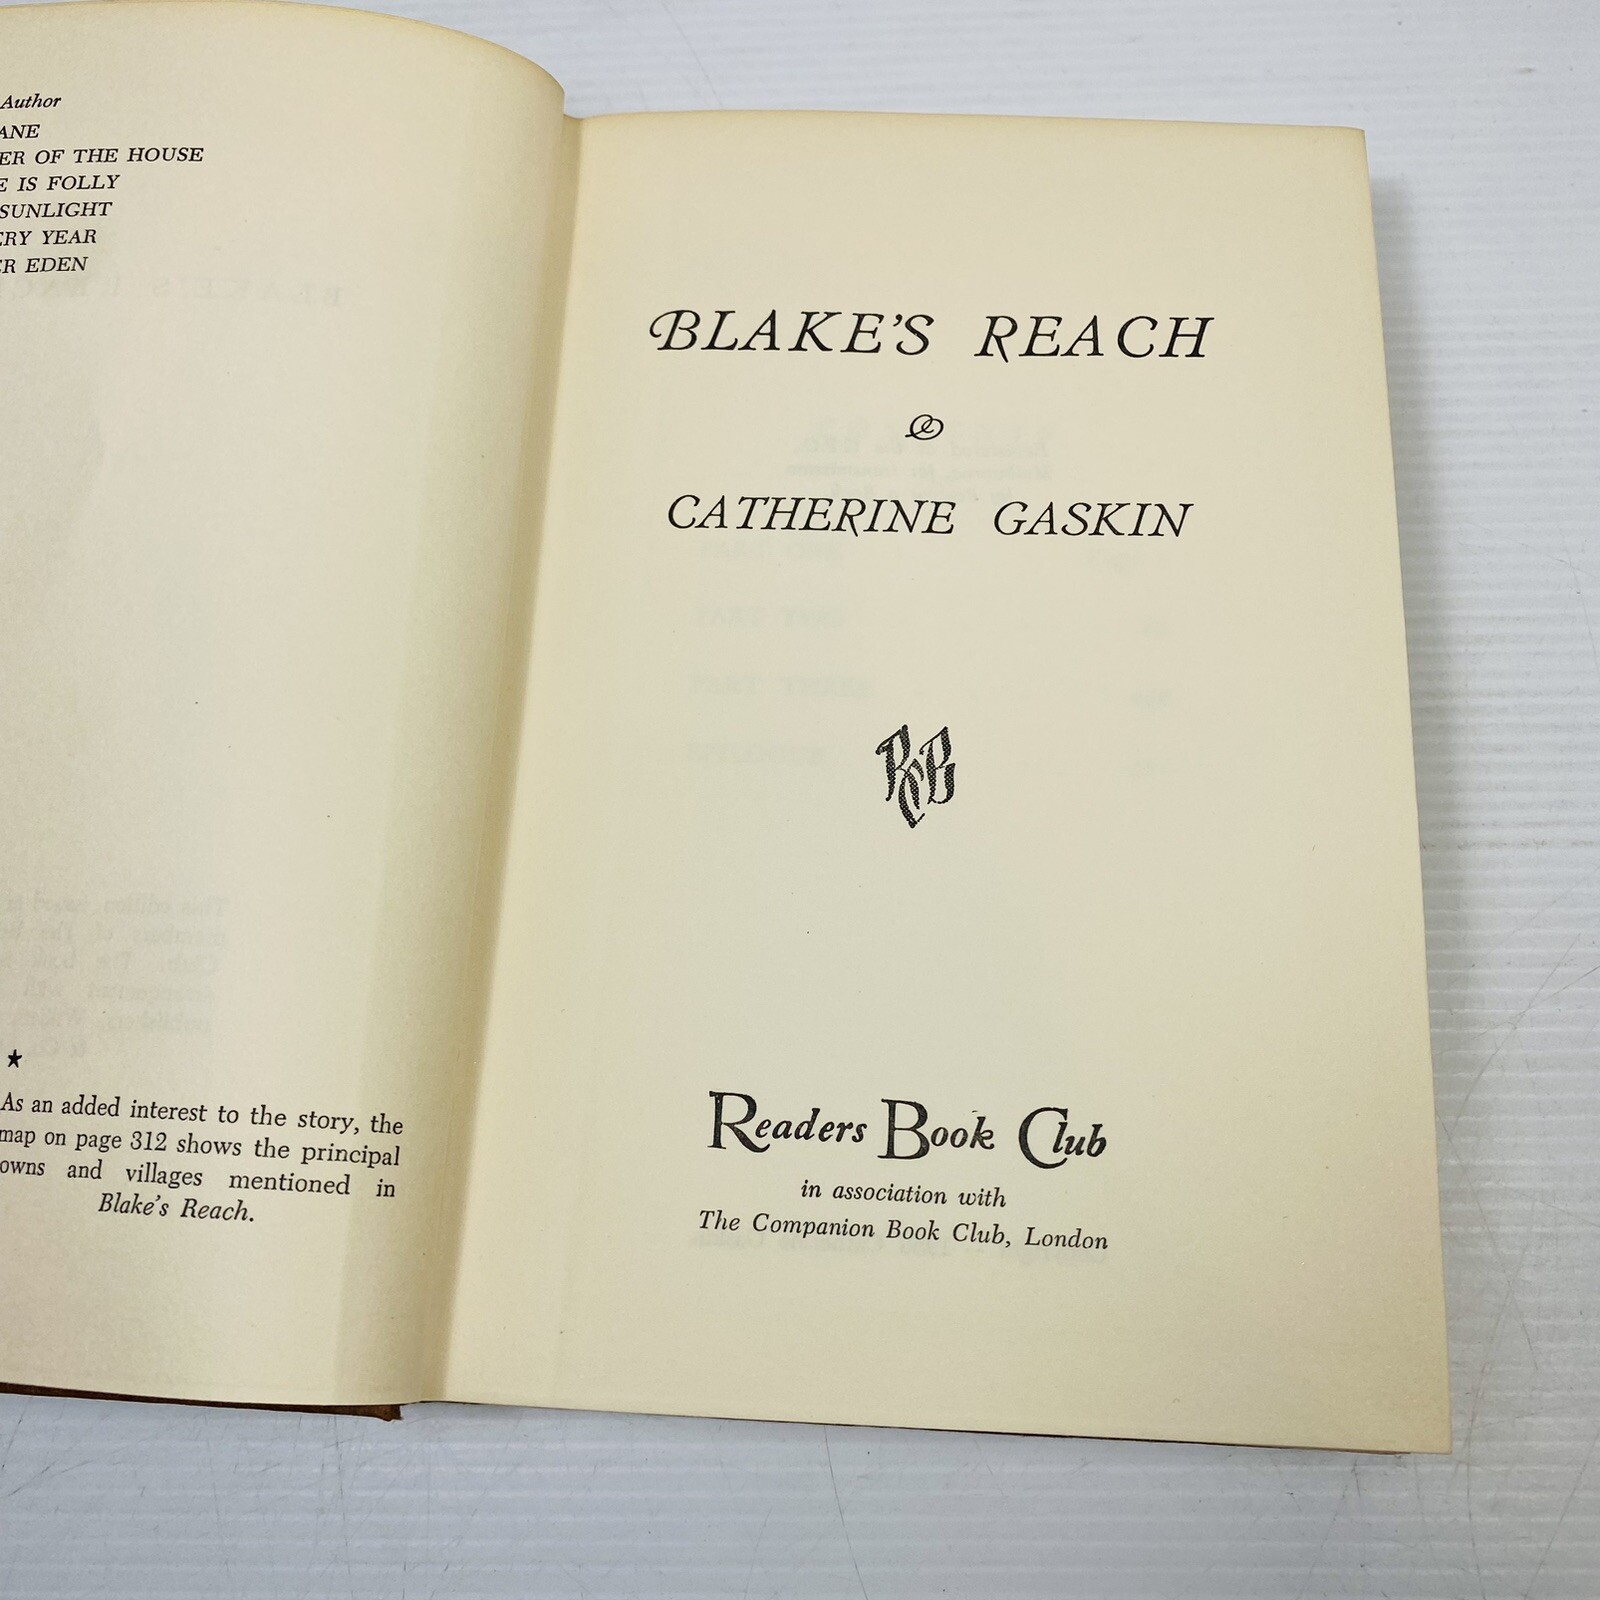 Author
ANE
ER OF THE HOUSE
E IS FOLLY
SUNLIGHT
ERY YEAR
ER EDEN
As an added interest to the story, the
map on page 312 shows the principal
owns and villages mentioned in
Blake's Reach.
BLAKE'S REACH
CATHERINE GASKIN
RCB
Readers Book Club
in association with
The Companion Book Club, London